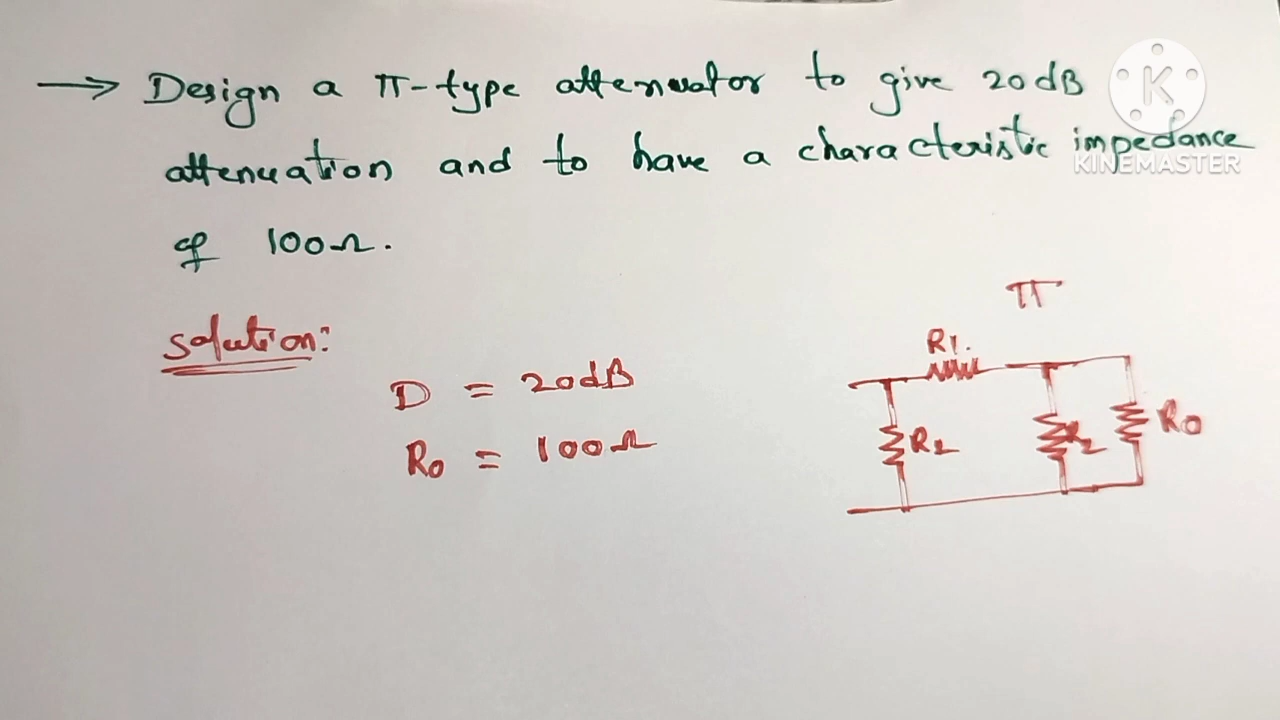 → Design a π-type attenuator to give 20dB
attenuation and to have a characteristic impedance
of 100Ω.
Solution:
D = 20dB
R0 = 100Ω
π
R1.
R2
R2
R0
K
KINEMASTER